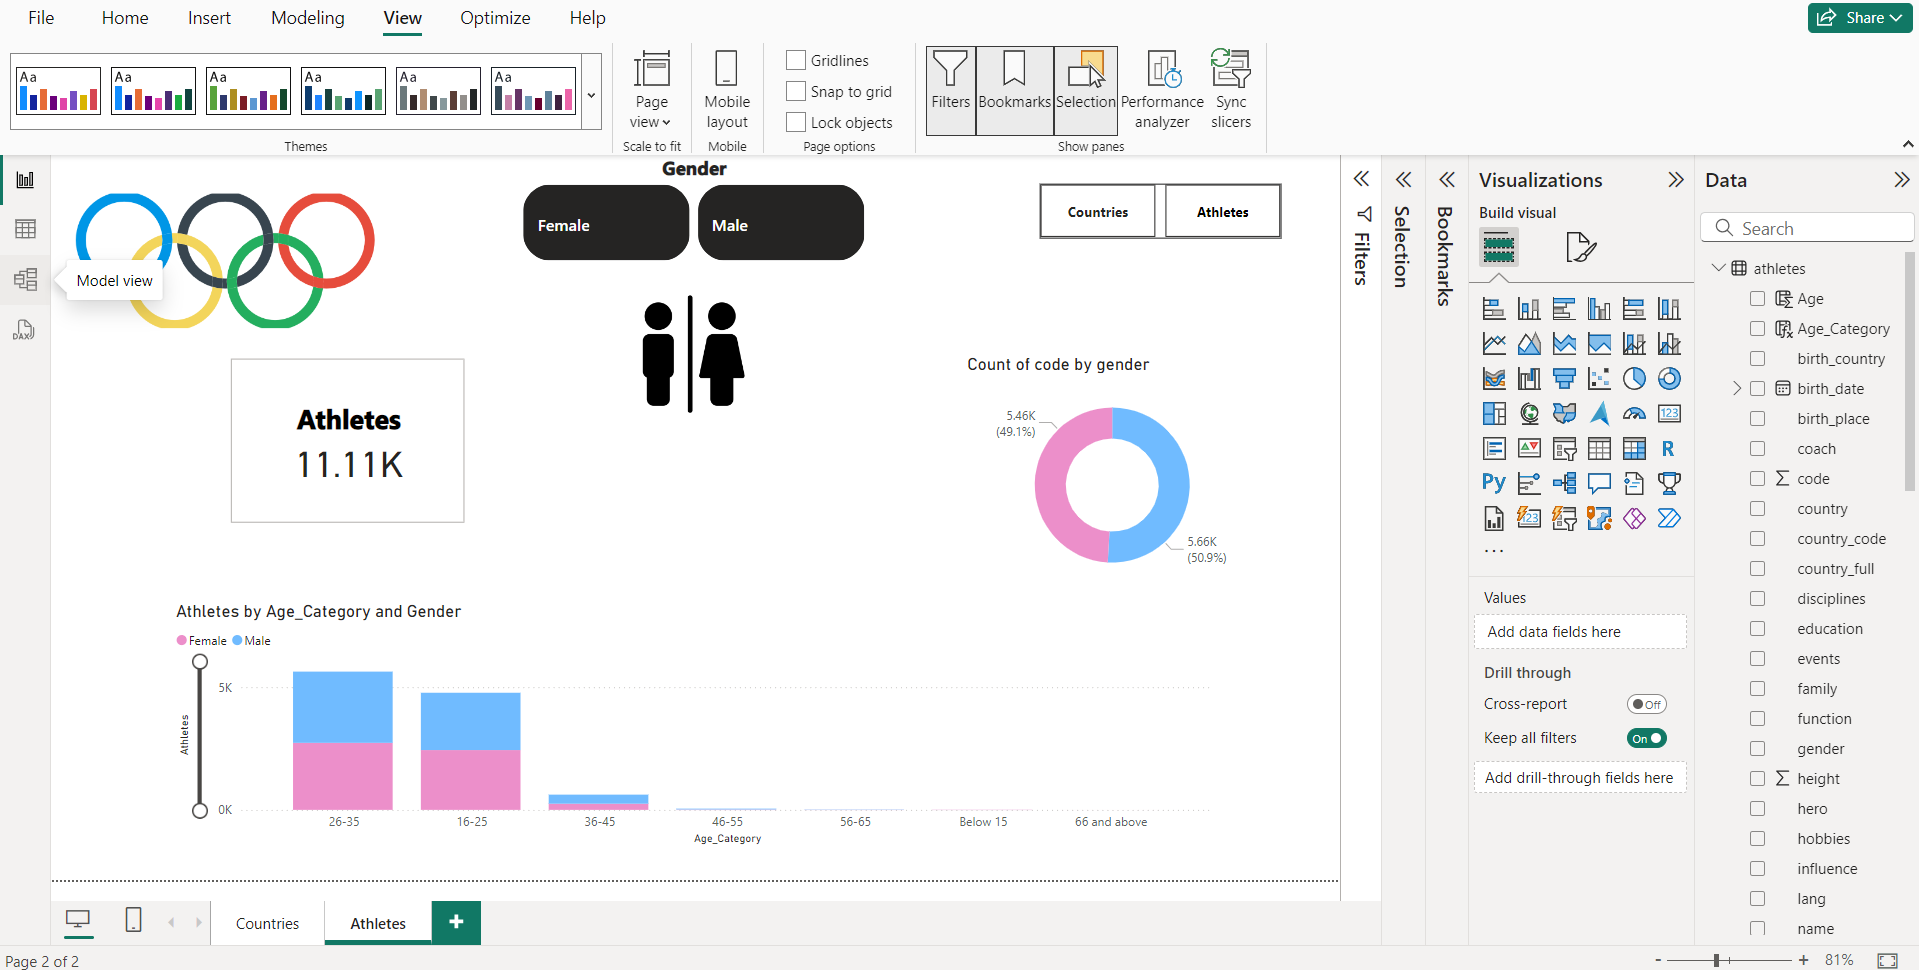 File Home Insert Modeling View Optimize Help
Share
Aa Aa Aa Aa Aa Aa
Themes
Page view
Scale to fit
Mobile layout
Mobile
Gridlines
Snap to grid
Lock objects
Page options
Filters Bookmarks Selection Performance analyzer Sync slicers
Show panes
DAX
Model view
Gender
Female Male
Countries Athletes
Athletes
11.11K
Count of code by gender
5.46K
(49.1%)
5.66K
(50.9%)
Athletes by Age_Category and Gender
Female Male
Athletes
5K
0K
26-35 16-25 36-45 46-55 56-65 Below 15 66 and above
Age_Category
Filters
Selection
Bookmarks
Visualizations
Build visual
123
R
Py
123
...
Values
Add data fields here
Drill through
Cross-report Off
Keep all filters On
Add drill-through fields here
Data
Search
athletes
Age
Age_Category
birth_country
birth_date
birth_place
coach
code
country
country_code
country_full
disciplines
education
events
family
function
gender
height
hero
hobbies
influence
lang
name
Countries Athletes +
Page 2 of 2
- + 81%